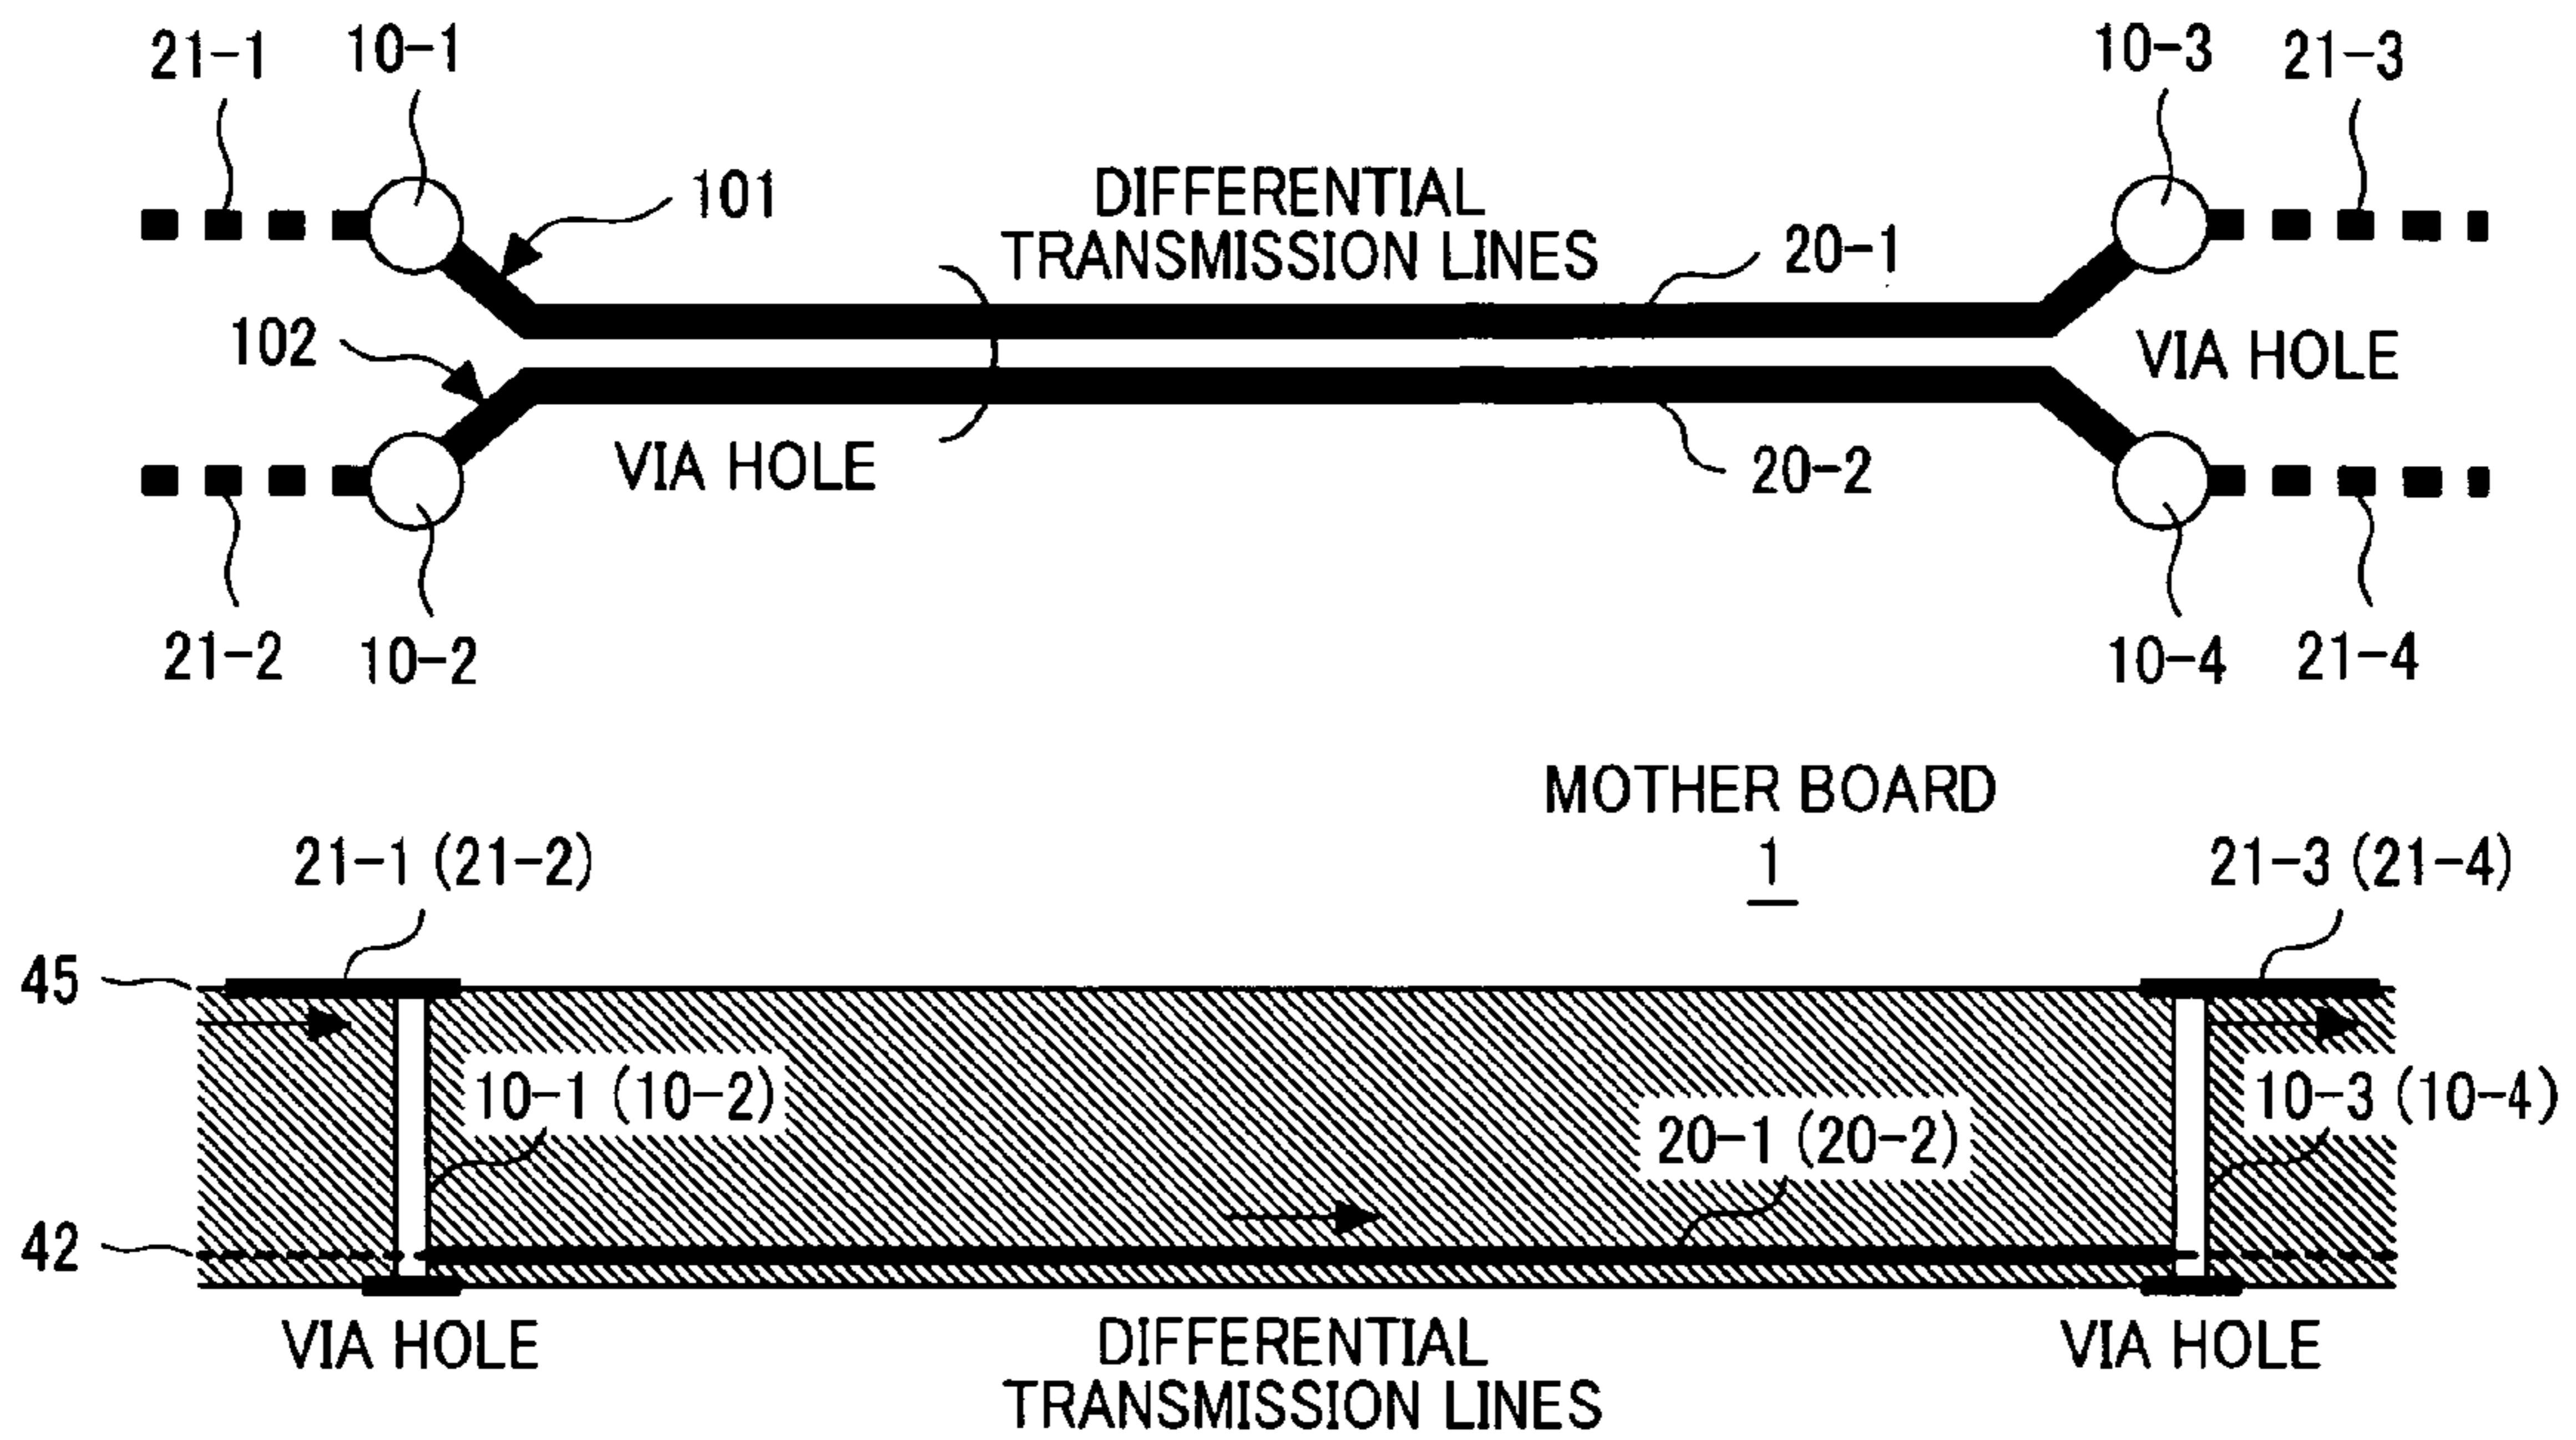 21-1
10-1
10-3
21-3
101
DIFFERENTIAL
TRANSMISSION LINES
20-1
102
VIA HOLE
VIA HOLE
20-2
21-2
10-2
10-4
21-4
MOTHER BOARD
1
21-1 (21-2)
21-3 (21-4)
45
10-1 (10-2)
10-3 (10-4)
20-1 (20-2)
42
VIA HOLE
DIFFERENTIAL
TRANSMISSION LINES
VIA HOLE